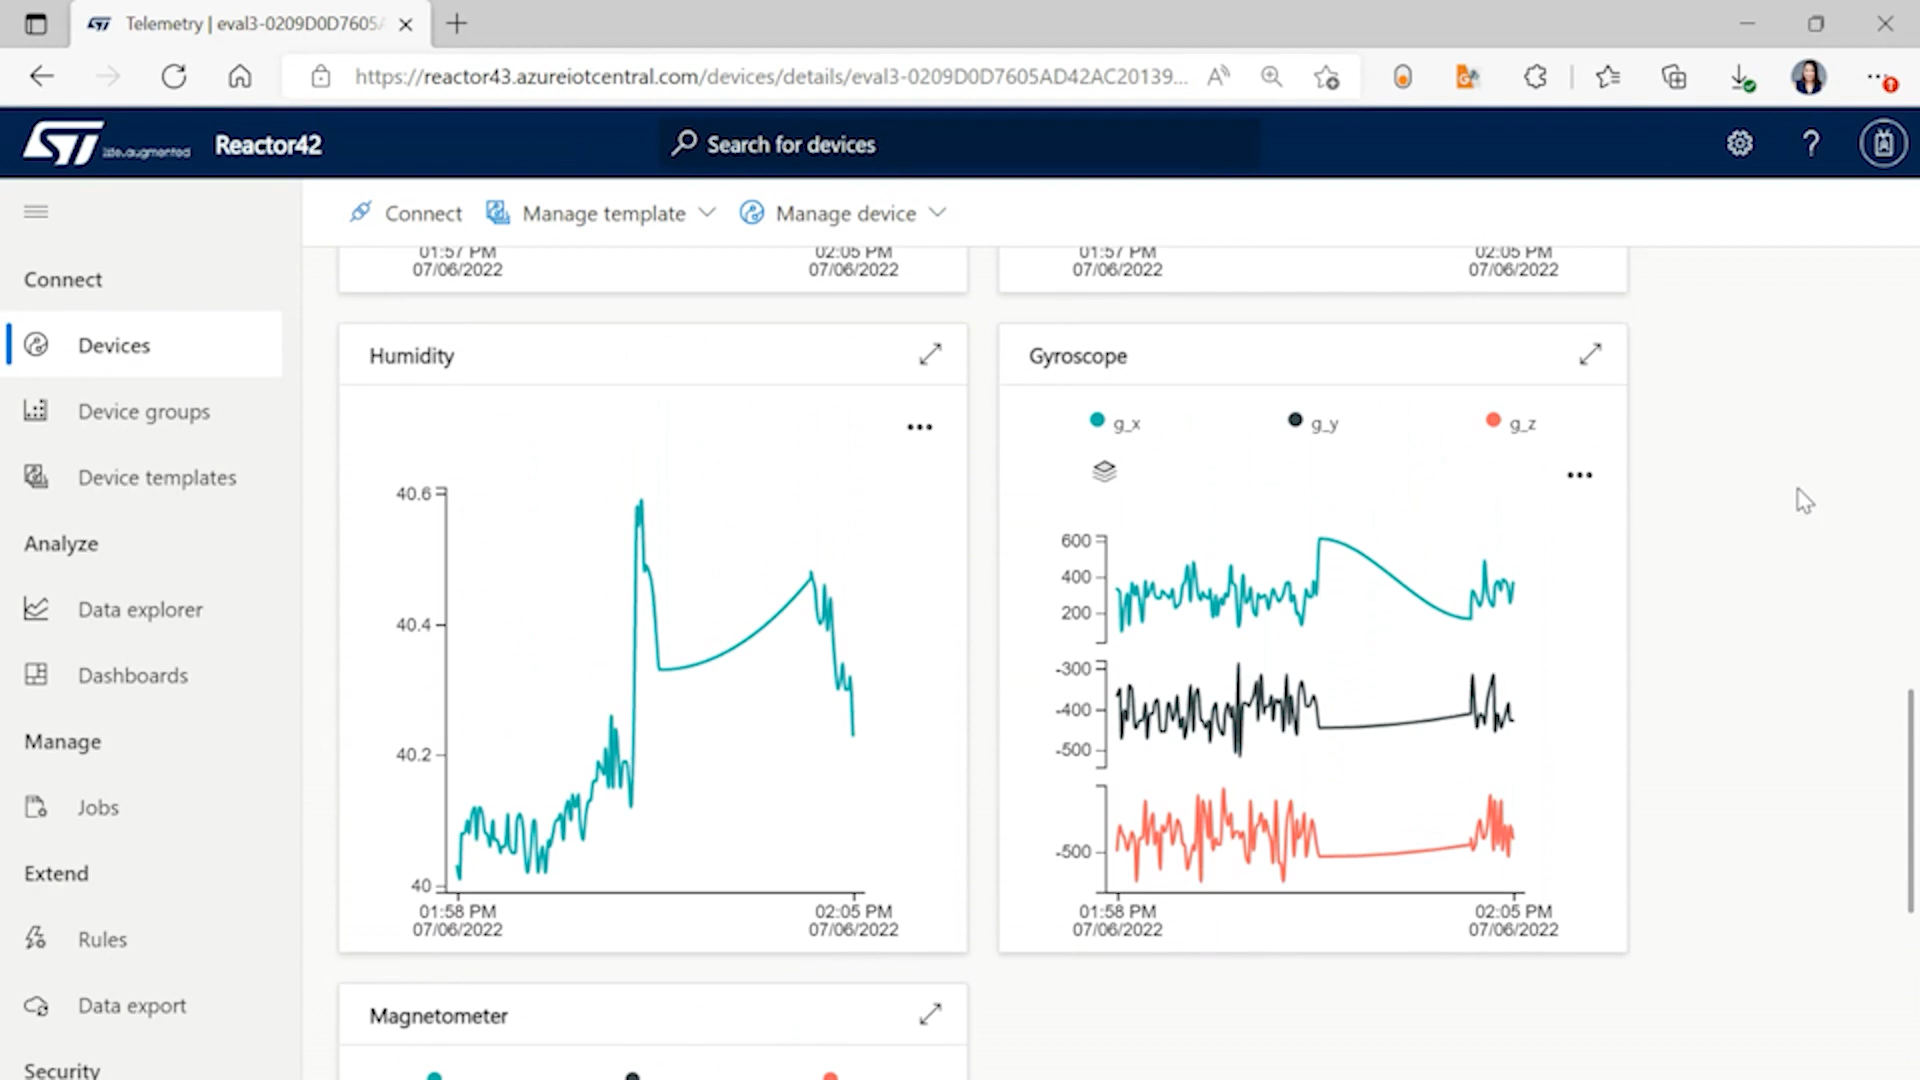 Telemetry | eval3-0209D0D7605A
https://reactor43.azureiotcentral.com/devices/details/eval3-0209D0D7605AD42AC20139...
ST life.augmented
Reactor42
Search for devices
?
Connect
Manage template
Manage device
Connect
Devices
Device groups
Device templates
Analyze
Data explorer
Dashboards
Manage
Jobs
Extend
Rules
Data export
Security
01:57 PM
07/06/2022
02:05 PM
07/06/2022
01:57 PM
07/06/2022
02:05 PM
07/06/2022
Humidity
40.6
40.4
40.2
40
01:58 PM
07/06/2022
02:05 PM
07/06/2022
Gyroscope
g_x
g_y
g_z
600
400
200
-300
-400
-500
-500
01:58 PM
07/06/2022
02:05 PM
07/06/2022
Magnetometer